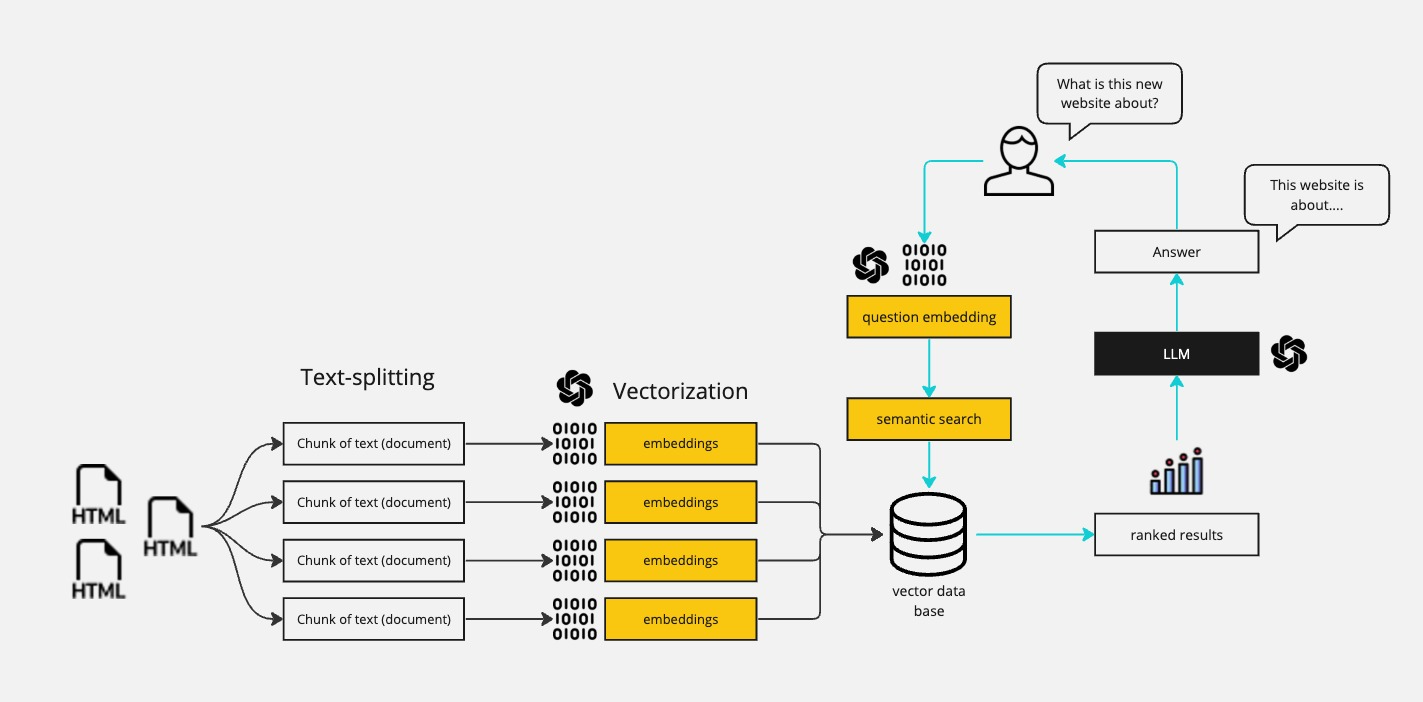 What is this new
website about?
This website is
about....
Answer
01010
10101
01010
question embedding
LLM
semantic search
Text-splitting
Vectorization
Chunk of text (document)
01010
10101
01010
embeddings
Chunk of text (document)
01010
10101
01010
embeddings
Chunk of text (document)
01010
10101
01010
embeddings
Chunk of text (document)
01010
10101
01010
embeddings
HTML
HTML
HTML
ranked results
vector data
base